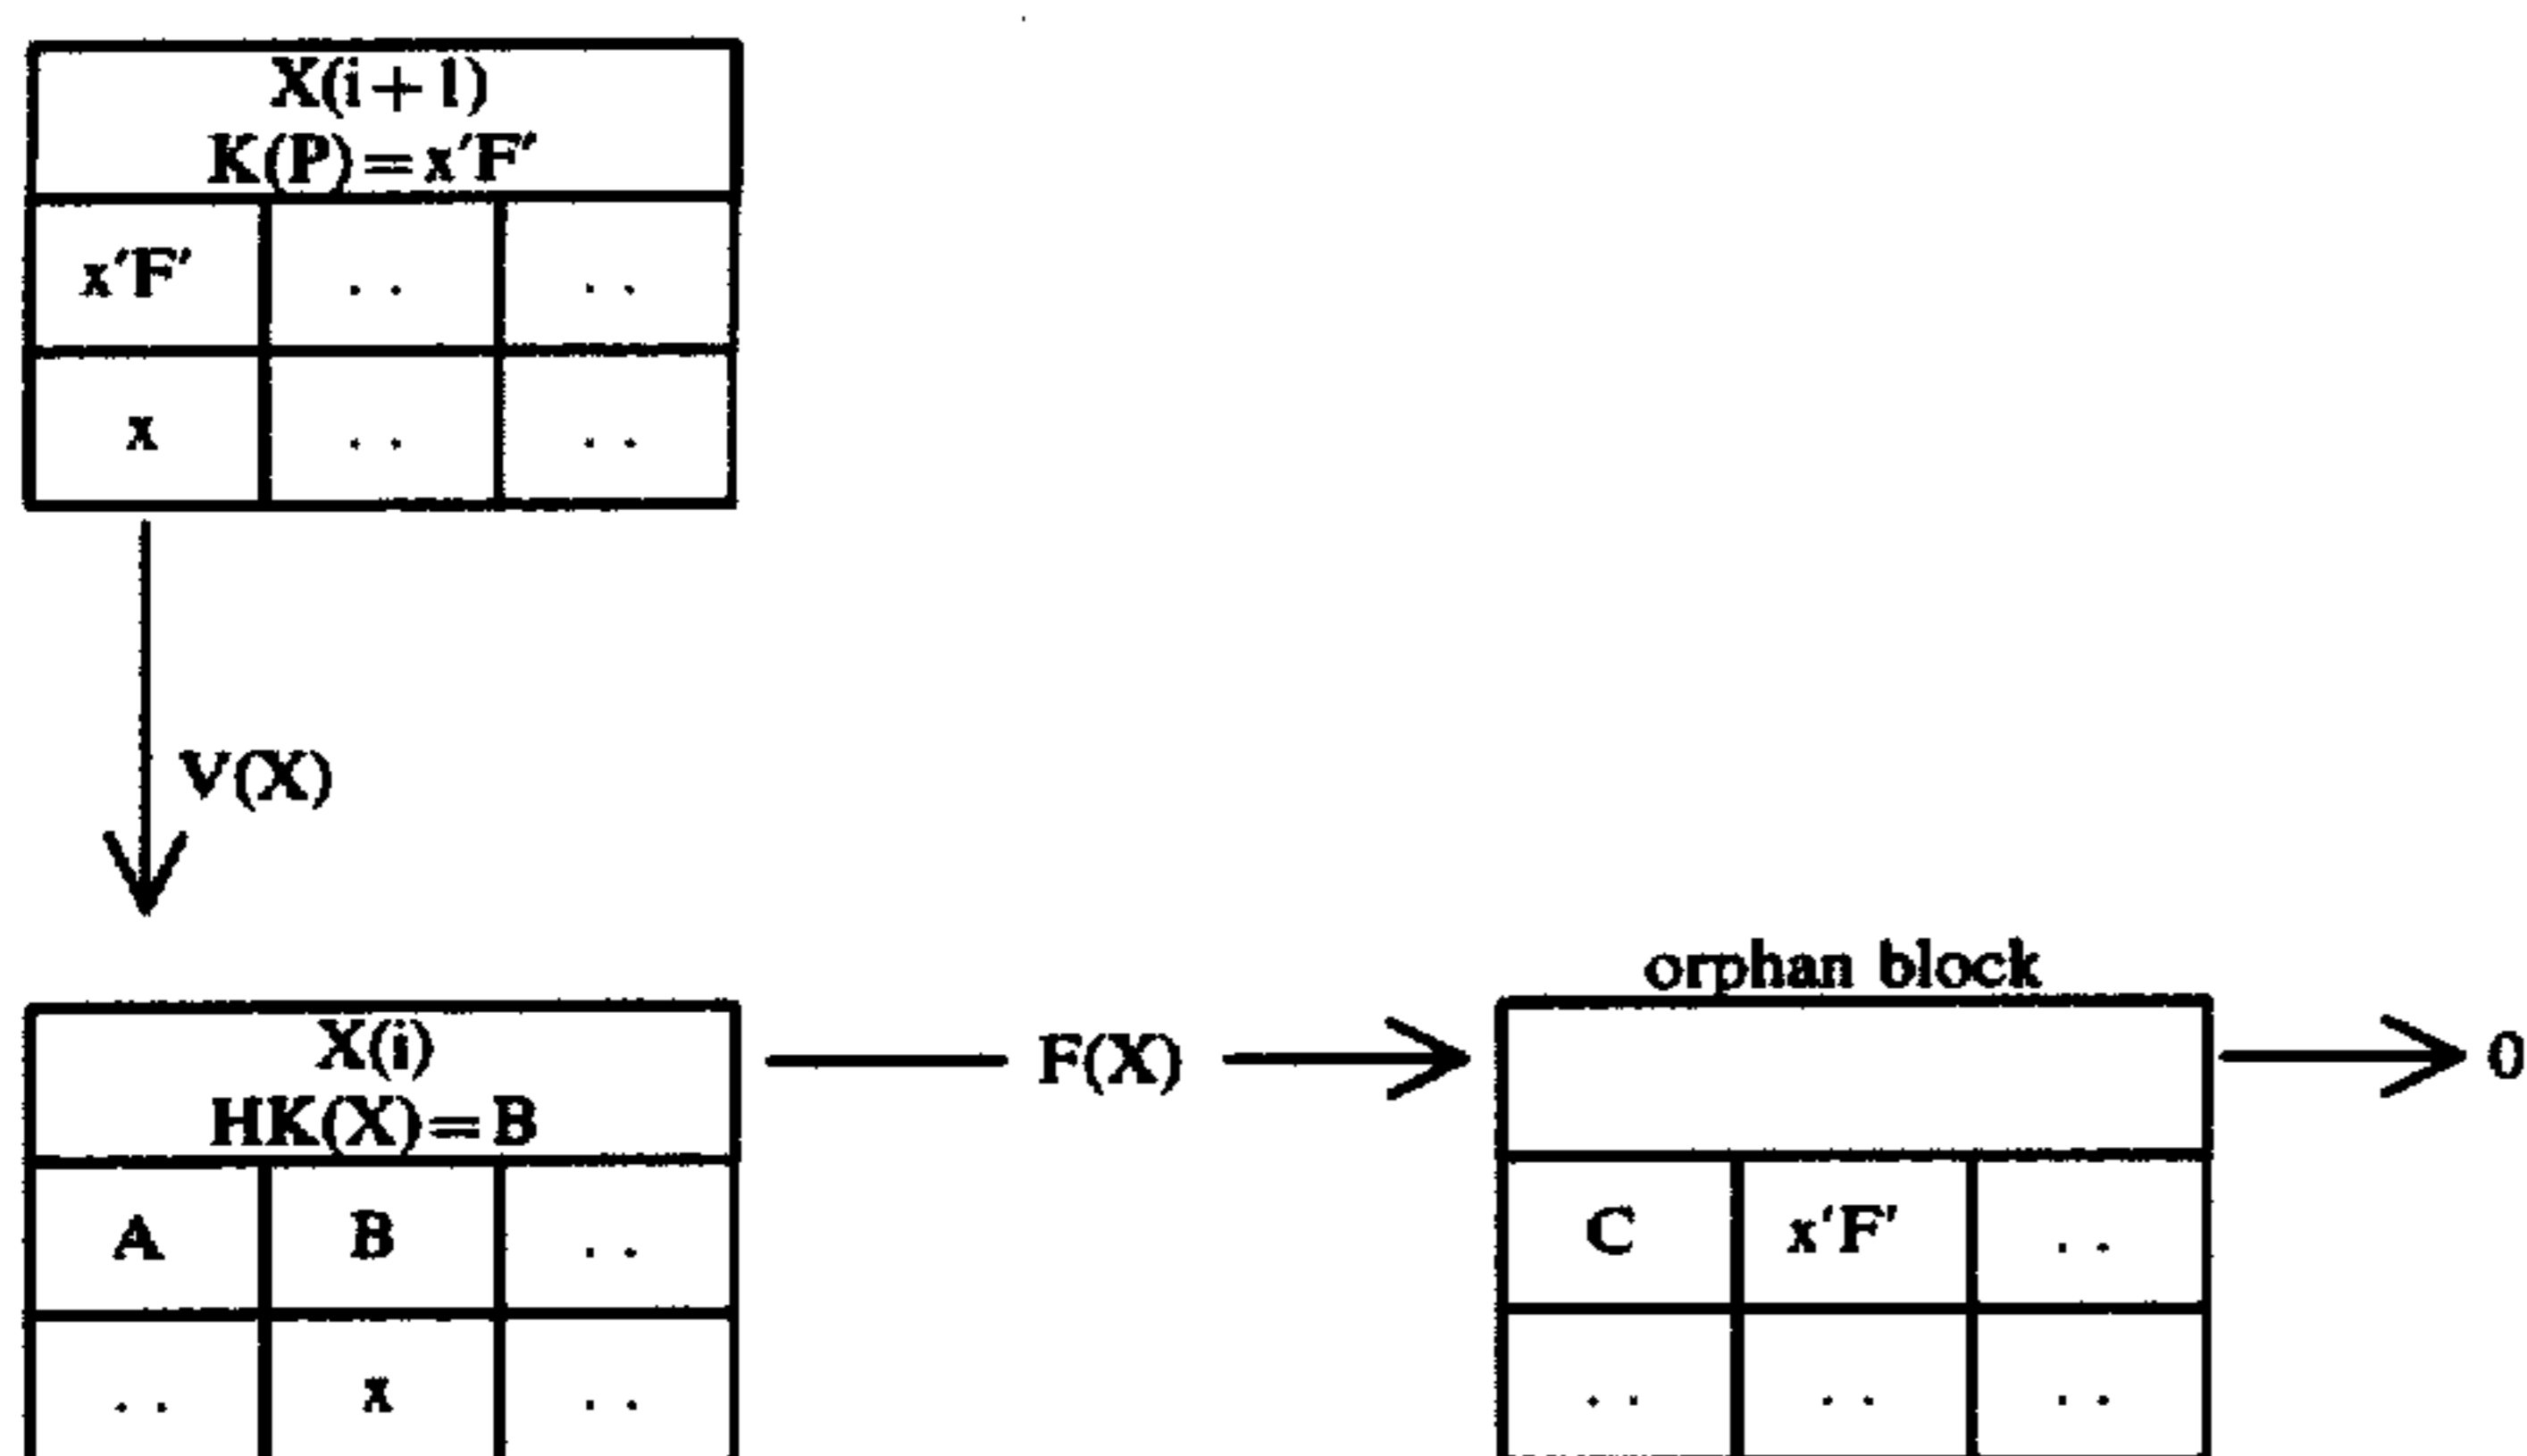 X(i+1)
K(P)=x'F'
x'F' .. ..
x .. ..
V(X)
orphan block
X(i)
HK(X)=B
F(X)
0
A B ..
C x'F' ..
.. x ..
.. .. ..